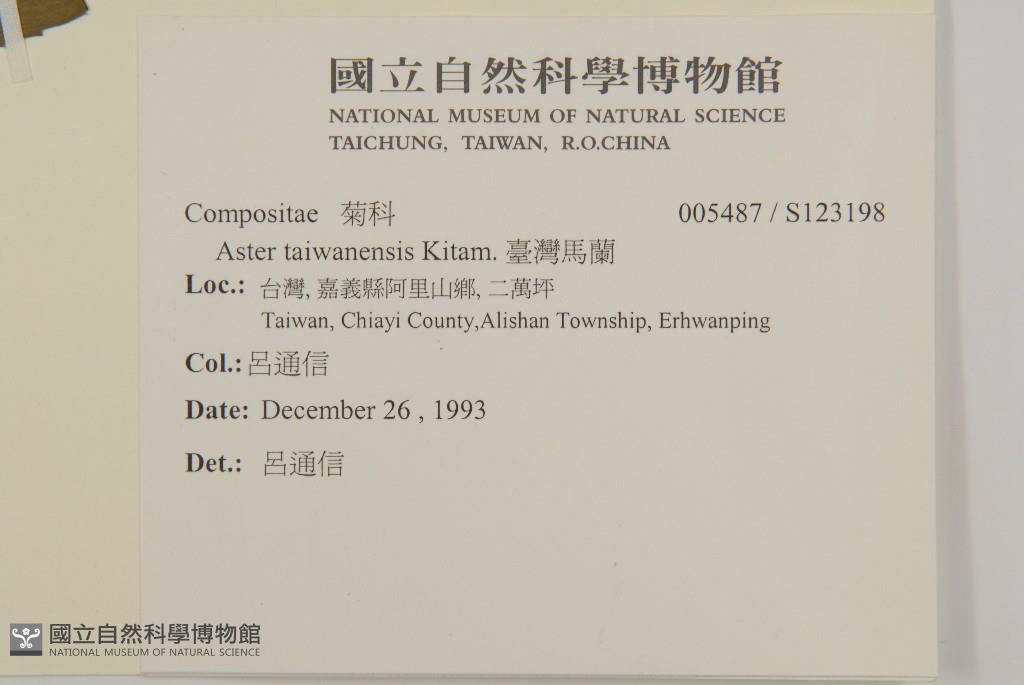 國立自然科學博物館
NATIONAL MUSEUM OF NATURAL SCIENCE
TAICHUNG, TAIWAN, R.O.CHINA
Compositae 菊科 005487 / S123198
Aster taiwanensis Kitam. 臺灣馬蘭
Loc.: 台灣, 嘉義縣阿里山鄉, 二萬坪
Taiwan, Chiayi County,Alishan Township, Erhwanping
Col.: 呂通信
Date: December 26 , 1993
Det.: 呂通信
國立自然科學博物館
NATIONAL MUSEUM OF NATURAL SCIENCE